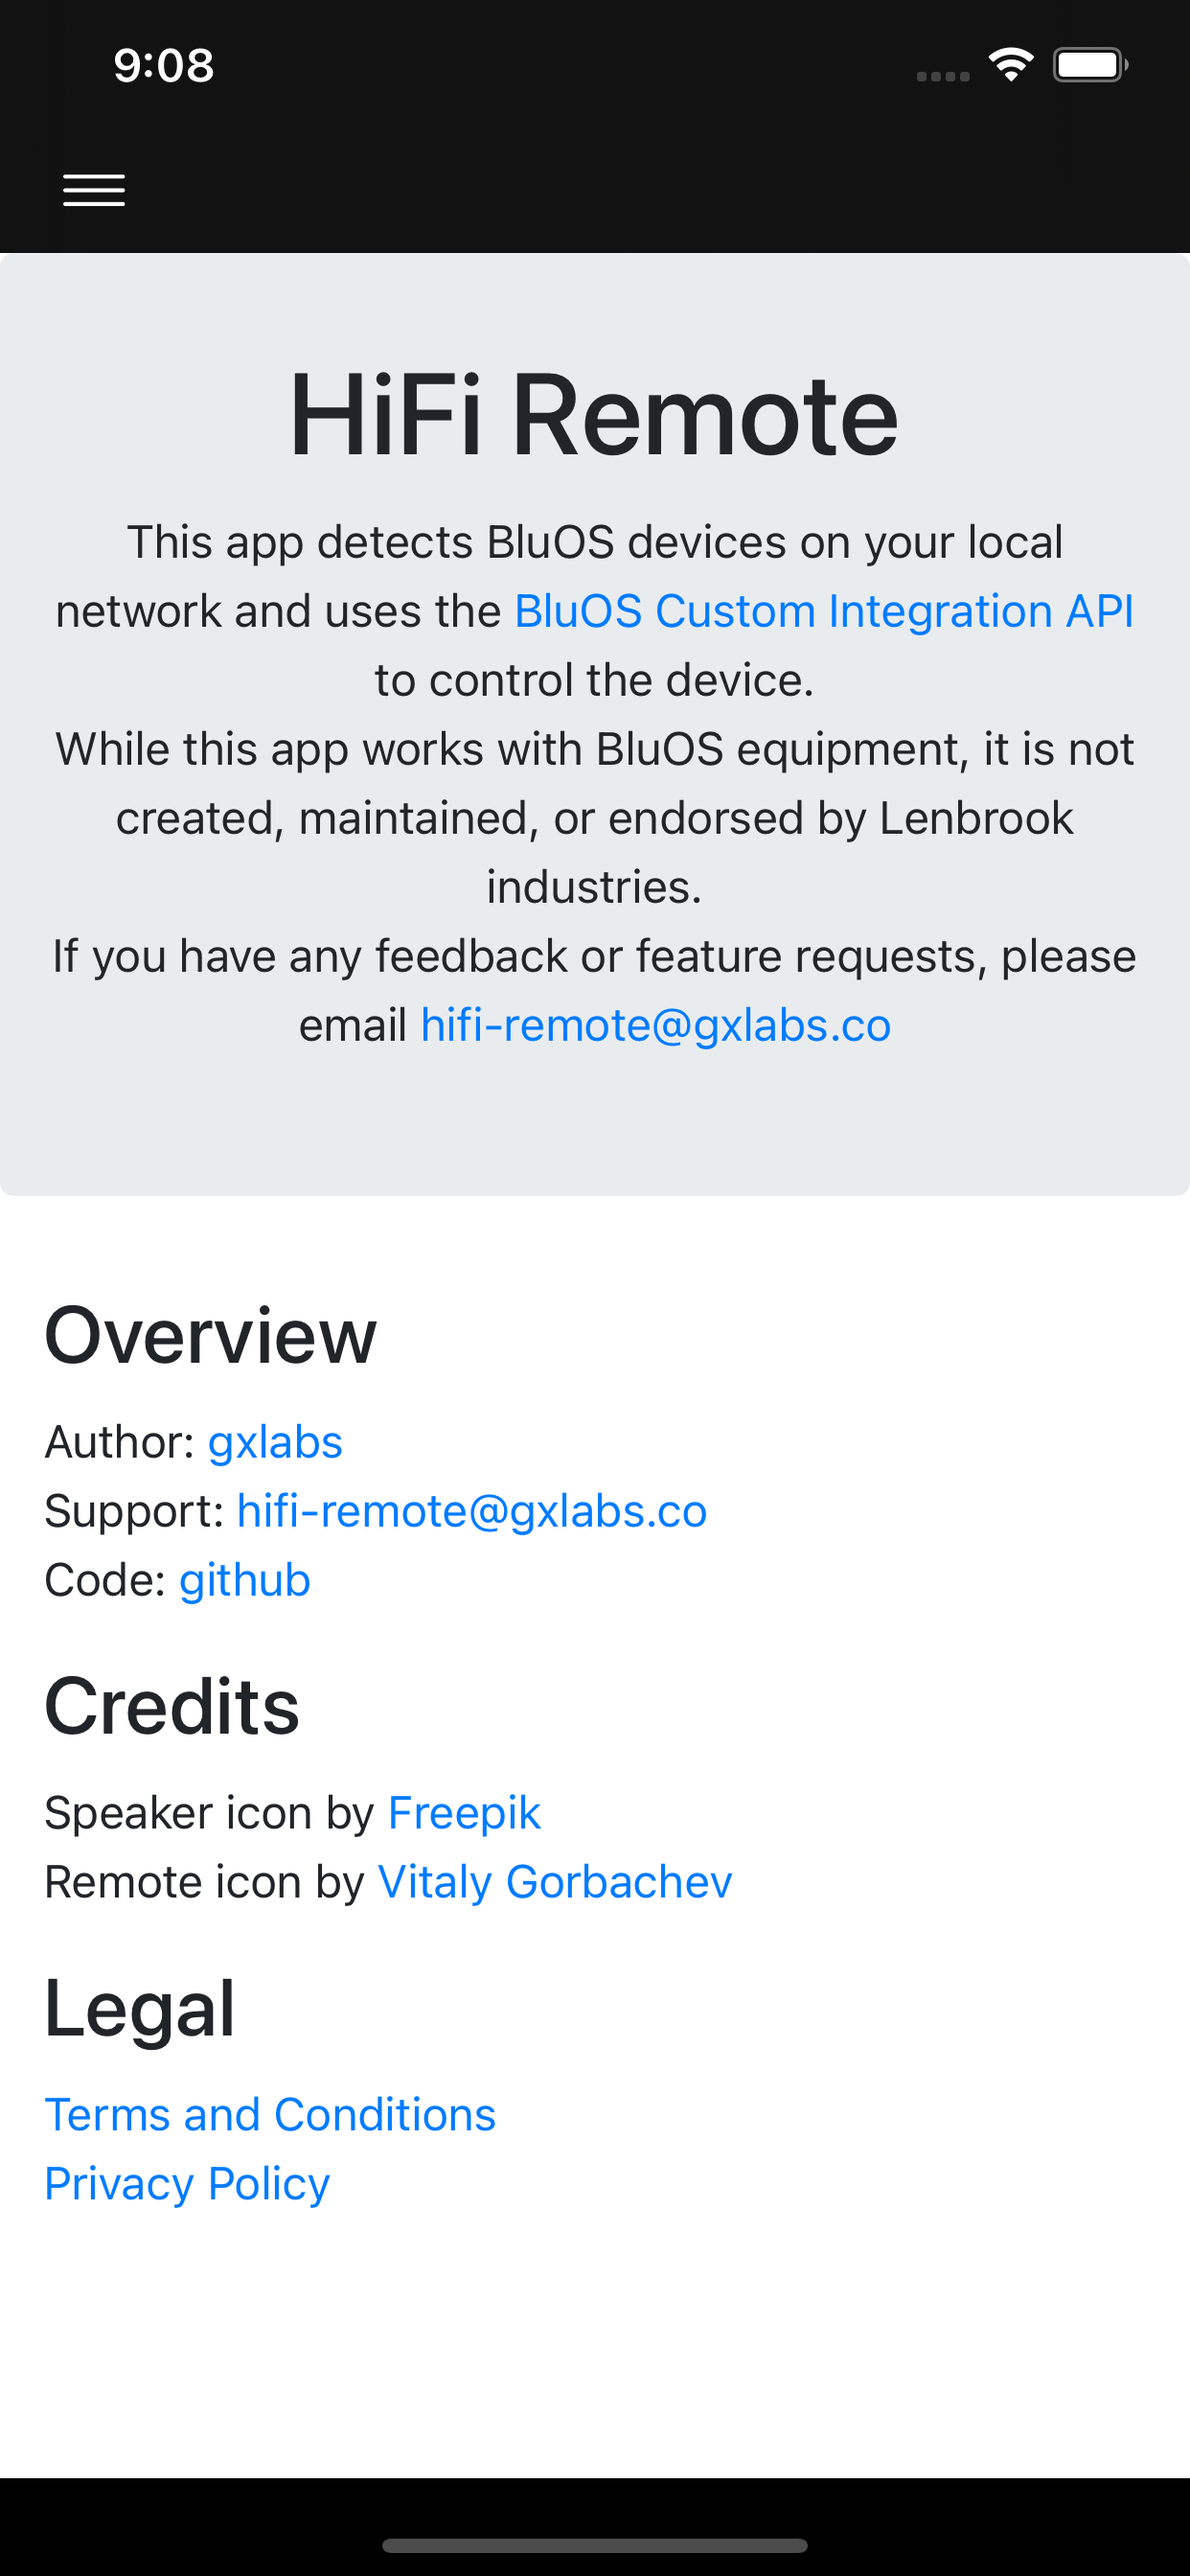 9:08
HiFi Remote
This app detects BluOS devices on your local
network and uses the BluOS Custom Integration API
to control the device.
While this app works with BluOS equipment, it is not
created, maintained, or endorsed by Lenbrook
industries.
If you have any feedback or feature requests, please
email hifi-remote@gxlabs.co
Overview
Author: gxlabs
Support: hifi-remote@gxlabs.co
Code: github
Credits
Speaker icon by Freepik
Remote icon by Vitaly Gorbachev
Legal
Terms and Conditions
Privacy Policy